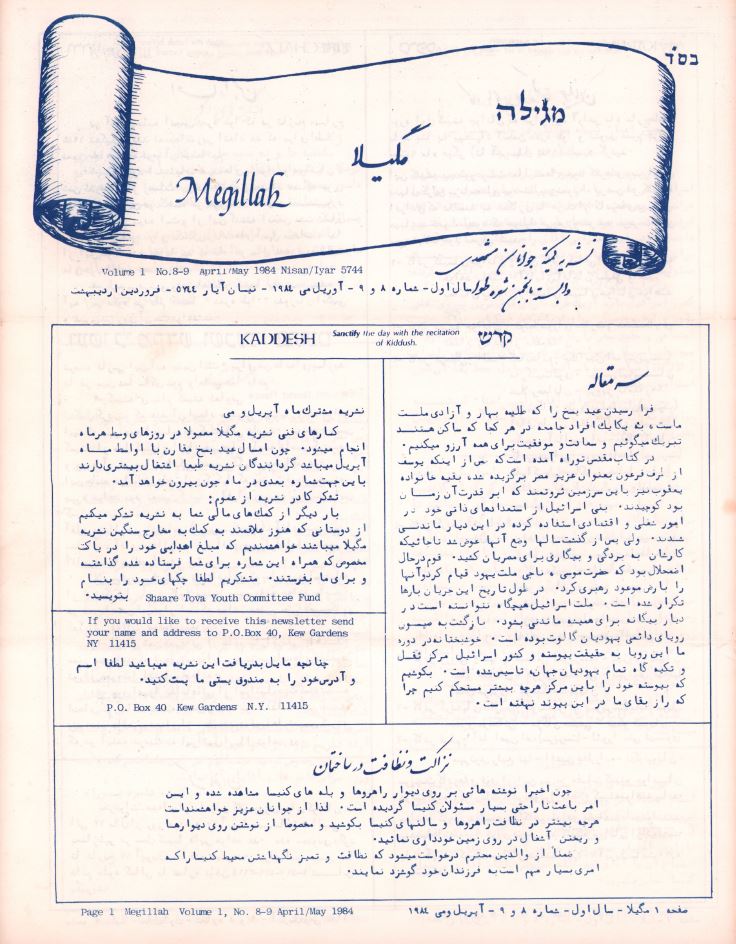 בס״ד
מגילה
مگیلا
Megillah
نشریه کمیتهٔ جوانان مشهدی
وابسته بانجمن شعره طوا
Volume 1 No.8-9 April/May 1984 Nisan/Iyar 5744
سال اول - شماره ۸ و ۹ - آوریل می ۱۹۸٤ - نیسان آیار ۵۷٤٤ - فروردین اردیبهشت
KADDESH
Sanctify the day with the recitation
of Kiddush.
קדש
سرمقاله
فرا رسیدن عید پسح را که طلیعه بهار و آزادی ملت
ماست، به یکایک افراد جامعه در هر کجا که ساکن هستند
تبریک میگوئیم و سعادت و موفقیت برای همه آرزو میکنیم.
در کتاب مقدس توراه آمده است که پس از اینکه یوسف
از طرف فرعون بعنوان عزیز مصر برگزیده شد، بقیه خانواده
یعقوب نیز باین سرزمین ثروتمند که ابر قدرت آن زمان
بود کوچیدند. بنی اسرائیل از استعدادهای ذاتی خود در
امور شغلی و اقتصادی استفاده کرده در این دیار ماندنی
شدند. ولی پس از گذشت سالها وضع آنها عوض شد تا جائیکه
کارشان به بردگی و بیگاری برای مصریان کشید. قوم در حال
اضمحلال بود که حضرت موسی ناجی ملت یهود قیام کرد و آنها
را بارض موعود رهبری کرد. در طول تاریخ این جریان بارها
تکرار شده است. ملت اسرائیل هیچگاه نتوانسته است در
دیار بیگانه برای همیشه ماندنی بشود. بازگشت به صیون
رویای دائمی یهودیان گالوت بوده است. خوشبختانه در دوره
ما این رویا به حقیقت پیوسته و کشور اسرائیل مرکز ثقل
و تکیه گاه تمام یهودیان جهان، تاسیس شده است. بکوشیم
که پیوسته خود را باین مرکز هرچه بیشتر مستحکم کنیم چرا
که راز بقای ما در این پیوند نهفته است.
نشریه مشترک ماه آپریل و می
کارهای فنی نشریه مگیلا معمولا در روزهای وسط هر ماه
انجام میشود. چون امسال عید پسح مقارن با اواسط ماه
آپریل میباشد گردانندگان نشریه طبعا اشتغال بیشتری دارند
باین جهت شماره بعدی در ماه جون بیرون خواهد آمد.
تشکر کادر نشریه از عموم:
بار دیگر از کمک های مالی شما به نشریه تشکر میکنیم
از دوستانی که هنوز علاقمند به کمک به مخارج سنگین نشریه
مگیلا میباشند خواهشمندیم که مبلغ اهدایی خود را در پاکت
مخصوص که همراه این شماره برای شما فرستاده شده گذاشته
و برای ما بفرستند. متشکریم لطفا چکهای خود را بنام
Shaare Tova Youth Committee Fund بنویسید.
If you would like to receive this newsletter send
your name and address to P.O.Box 40, Kew Gardens
NY 11415
چنانچه مایل بدریافت این نشریه میباشید لطفا اسم
و آدرس خود را به صندوق پستی ما پست کنید.
P.O. Box 40 Kew Gardens N.Y. 11415
نزاکت و نظافت در ساختمان
چون اخیرا نوشته هائی بر روی دیوار راهروها و پله های کنیسا مشاهده شده و این
امر باعث ناراحتی بسیار مسئولان کنیسا گردیده است. لذا از جوانان عزیز خواهشمند است
هرچه بیشتر در نظافت راهروها و سالنهای کنیسا بکوشید و مخصوصا از نوشتن روی دیوارها
و ریختن آشغال در روی زمین خودداری نمائید.
ضمنا از والدین محترم درخواست میشود که نظافت و تمیز نگهداشتن محیط کنیسا را که
امری بسیار مهم است به فرزندان خود گوشزد نمایند.
Page 1 Megillah Volume 1, No. 8-9 April/May 1984
صفحه ۱ مگیلا - سال اول - شماره ۸ و ۹ - آپریل ومی ۱۹۸٤